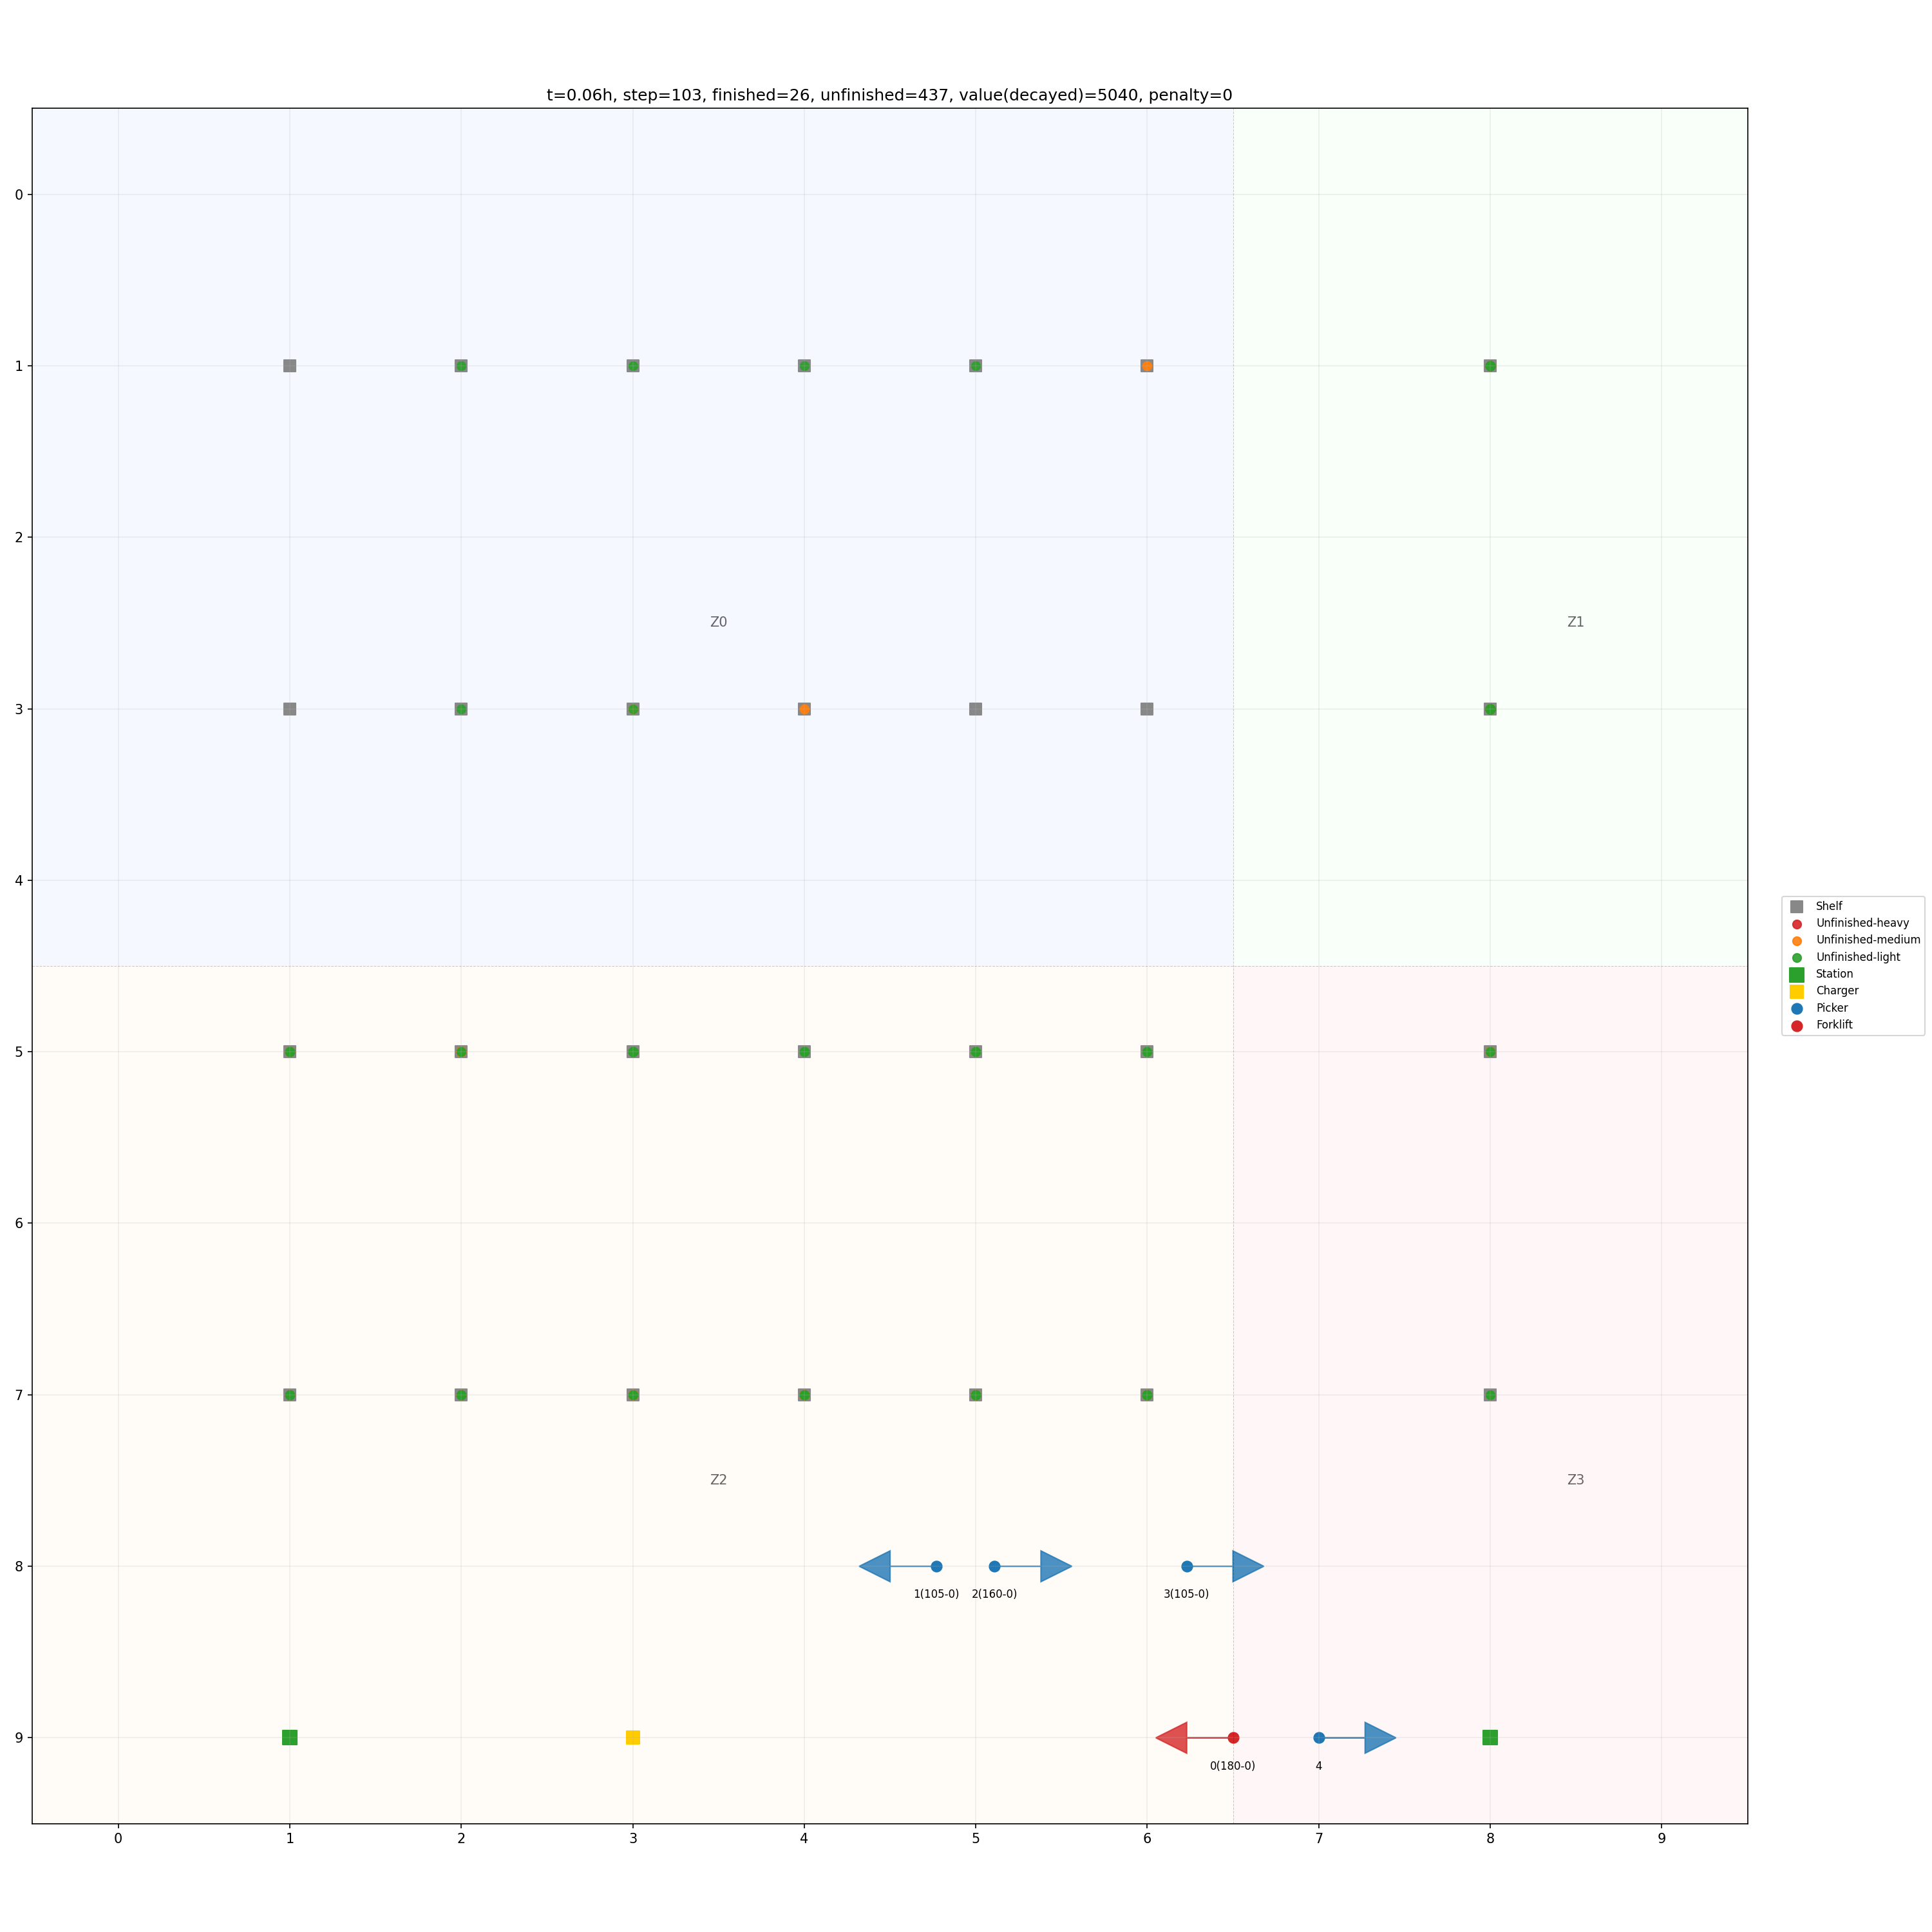 t=0.06h, step=103, finished=26, unfinished=437, value(decayed)=5040, penalty=0
0
1
2
Z0
Z1
3
4
Shelf
Unfinished-heavy
Unfinished-medium
Unfinished-light
Station
Charger
Picker
Forklift
5
6
7
Z2
Z3
8
1(105-0)
2(160-0)
3(105-0)
9
0(180-0)
4
0
1
2
3
4
5
6
7
8
9